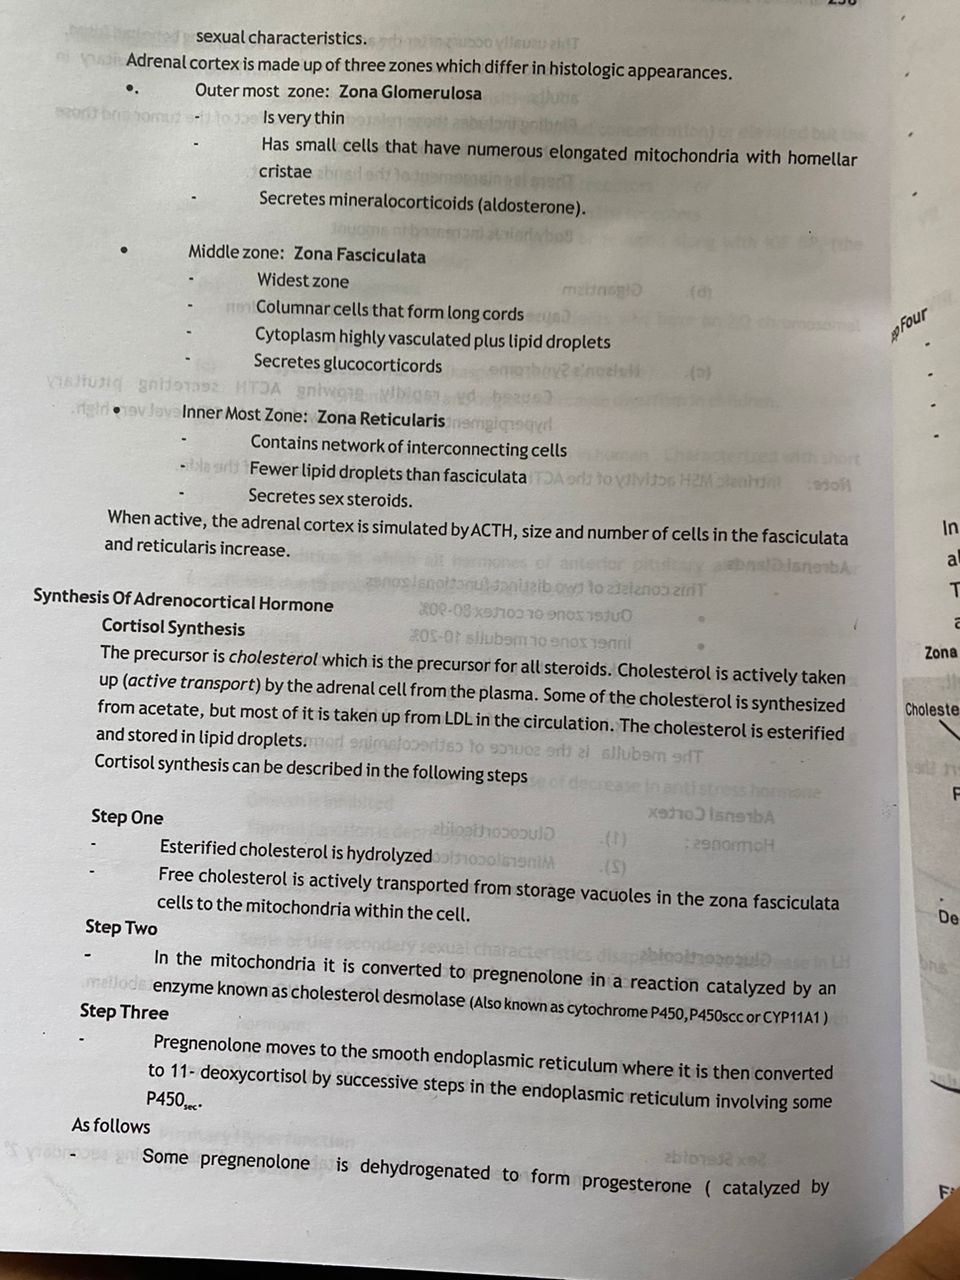 sexual characteristics.
Adrenal cortex is made up of three zones which differ in histologic appearances.
•. Outer most zone: Zona Glomerulosa
- Is very thin
- Has small cells that have numerous elongated mitochondria with homellar
cristae
- Secretes mineralocorticoids (aldosterone).
• Middle zone: Zona Fasciculata
- Widest zone
- Columnar cells that form long cords
- Cytoplasm highly vasculated plus lipid droplets
- Secretes glucocorticords
• Inner Most Zone: Zona Reticularis
- Contains network of interconnecting cells
- Fewer lipid droplets than fasciculata
- Secretes sex steroids.
When active, the adrenal cortex is simulated by ACTH, size and number of cells in the fasciculata
and reticularis increase.
Synthesis Of Adrenocortical Hormone
Cortisol Synthesis
The precursor is cholesterol which is the precursor for all steroids. Cholesterol is actively taken
up (active transport) by the adrenal cell from the plasma. Some of the cholesterol is synthesized
from acetate, but most of it is taken up from LDL in the circulation. The cholesterol is esterified
and stored in lipid droplets.
Cortisol synthesis can be described in the following steps
Step One
- Esterified cholesterol is hydrolyzed
- Free cholesterol is actively transported from storage vacuoles in the zona fasciculata
cells to the mitochondria within the cell.
Step Two
- In the mitochondria it is converted to pregnenolone in a reaction catalyzed by an
enzyme known as cholesterol desmolase (Also known as cytochrome P450, P450scc or CYP11A1 )
Step Three
- Pregnenolone moves to the smooth endoplasmic reticulum where it is then converted
to 11- deoxycortisol by successive steps in the endoplasmic reticulum involving some
P450sec.
As follows
- Some pregnenolone is dehydrogenated to form progesterone ( catalyzed by
Four
In
Zona
Choleste
De